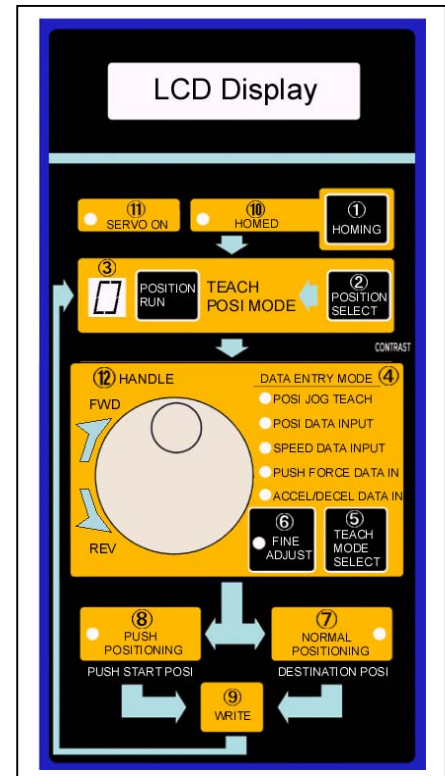 LCD Display
⑪
SERVO ON
⑩
HOMED
①
HOMING
③
POSITION
RUN
TEACH
POSI MODE
②
POSITION
SELECT
CONTRAST
⑫ HANDLE
FWD
REV
DATA ENTRY MODE ④
POSI JOG TEACH
POSI DATA INPUT
SPEED DATA INPUT
PUSH FORCE DATA IN
ACCEL/DECEL DATA IN
⑥
FINE
ADJUST
⑤
TEACH
MODE
SELECT
⑧
PUSH
POSITIONING
PUSH START POSI
⑦
NORMAL
POSITIONING
DESTINATION POSI
⑨
WRITE